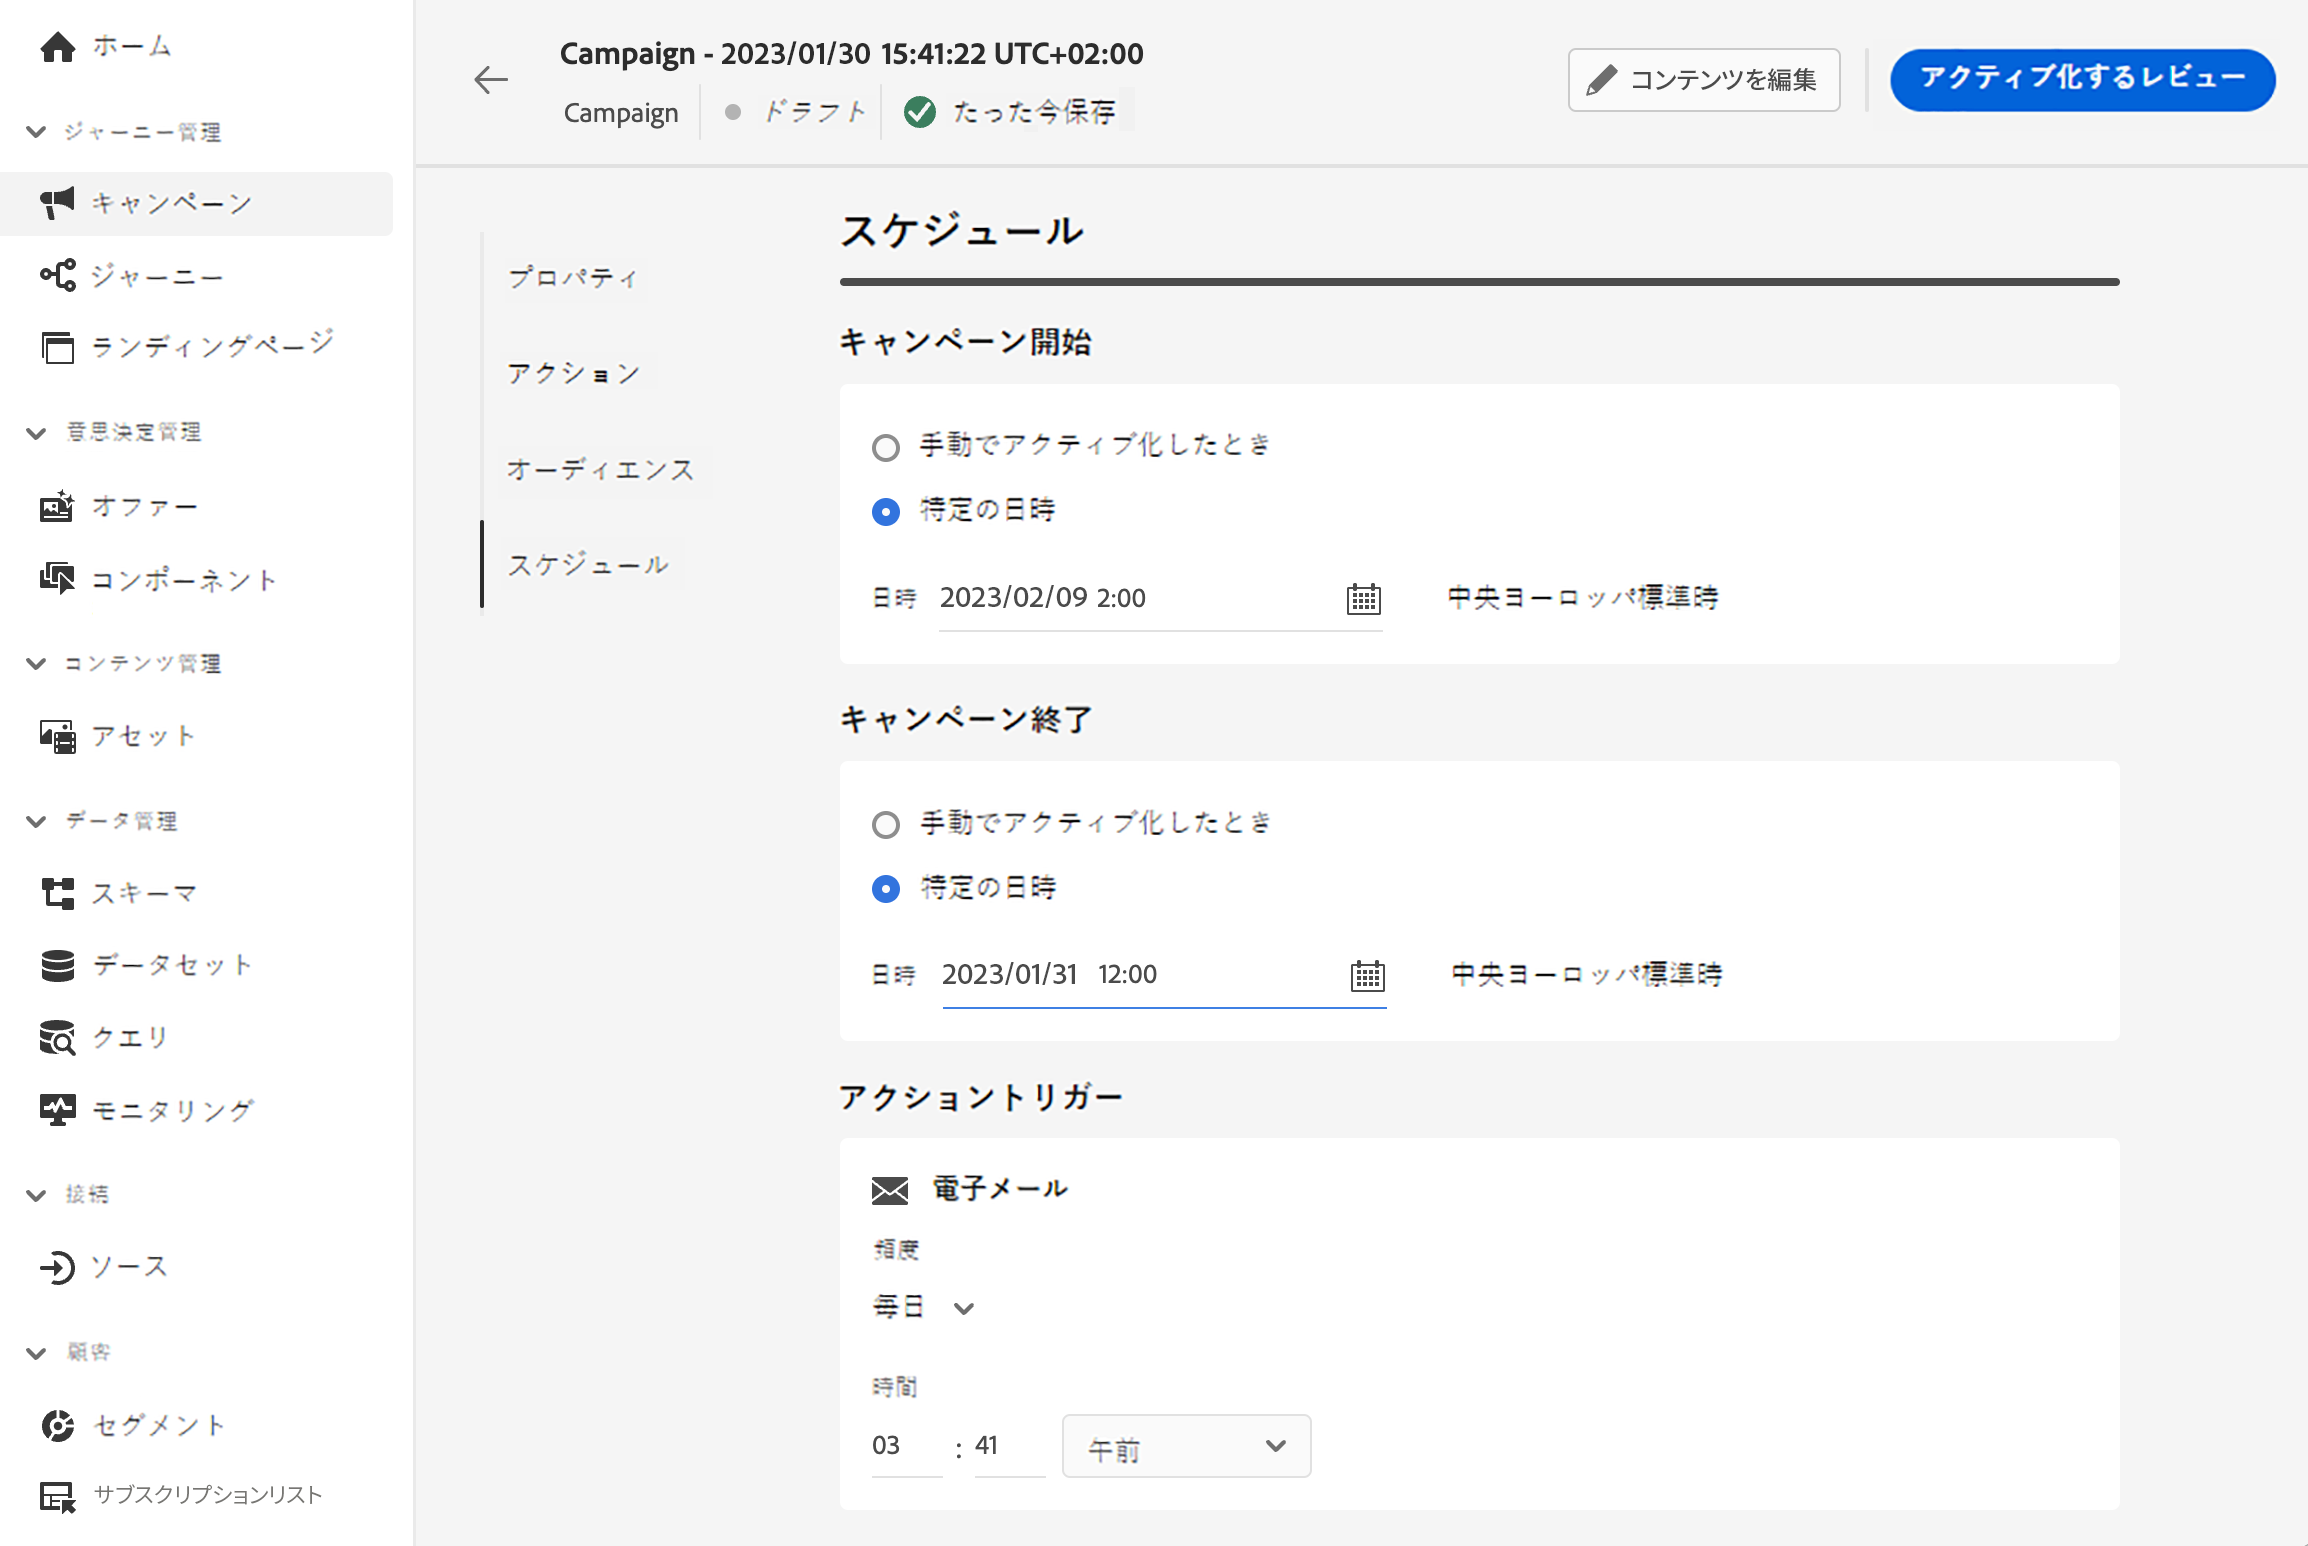 ホーム
ジャーニー管理
キャンペーン
ジャーニー
ランディングページ
意思決定管理
オファー
コンポーネント
コンテンツ管理
アセット
データ管理
スキーマ
データセット
クエリ
モニタリング
接続
ソース
顧客
セグメント
サブスクリプションリスト
Campaign - 2023/01/30 15:41:22 UTC+02:00
Campaign ドラフト たった今保存
コンテンツを編集
アクティブ化するレビュー
プロパティ
アクション
オーディエンス
スケジュール
スケジュール
キャンペーン開始
手動でアクティブ化したとき
特定の日時
日時 2023/02/09 2:00 中央ヨーロッパ標準時
キャンペーン終了
手動でアクティブ化したとき
特定の日時
日時 2023/01/31 12:00 中央ヨーロッパ標準時
アクショントリガー
電子メール
頻度
毎日
時間
03 : 41 午前